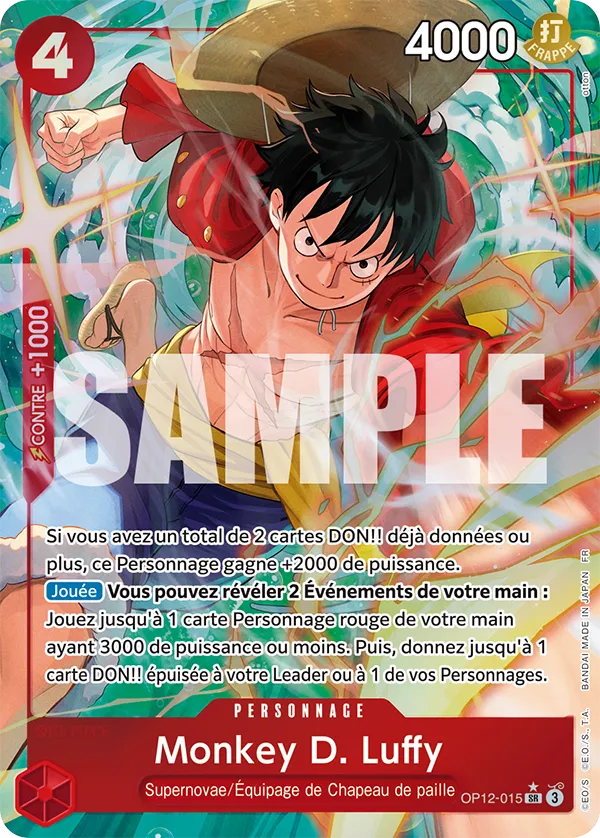 4
4000
打
FRAPPE
otton
CONTRE +1000
SAMPLE
Si vous avez un total de 2 cartes DON!! déjà données ou
plus, ce Personnage gagne +2000 de puissance.
Jouée Vous pouvez révéler 2 Événements de votre main :
Jouez jusqu'à 1 carte Personnage rouge de votre main
ayant 3000 de puissance ou moins. Puis, donnez jusqu'à 1
carte DON!! épuisée à votre Leader ou à 1 de vos Personnages.
©E.O./S., T.A. BANDAI MADE IN JAPAN FR
©EO/S
PERSONNAGE
Monkey D. Luffy
Supernovae/Équipage de Chapeau de paille
OP12-015 SR 3